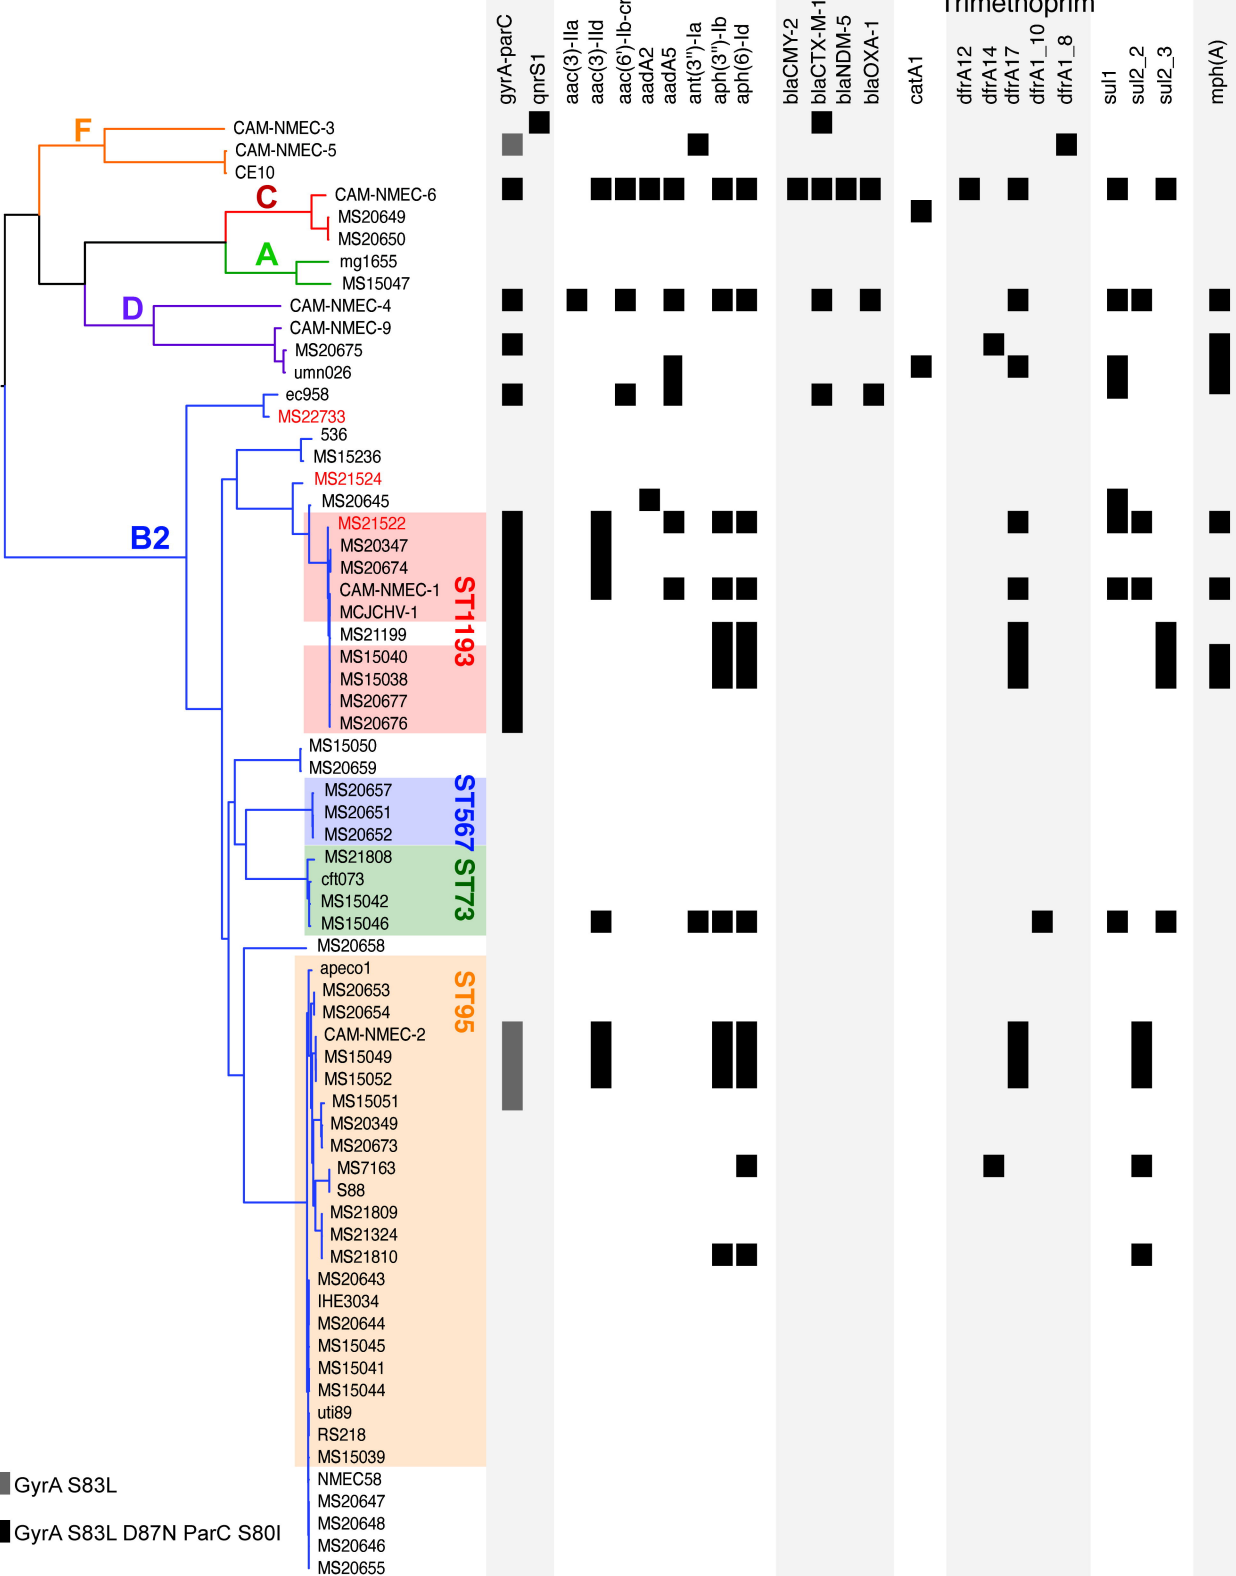 Trimethoprim
gyrA-parC
qnrS1
aac(3)-IIa
aac(3)-IId
aac(6')-Ib-cr
aadA2
aadA5
ant(3'')-Ia
aph(3'')-Ib
aph(6)-Id
blaCMY-2
blaCTX-M-1
blaNDM-5
blaOXA-1
catA1
dfrA12
dfrA14
dfrA17
dfrA1_10
dfrA1_8
sul1
sul2_2
sul2_3
mph(A)
F
CAM-NMEC-3
CAM-NMEC-5
CE10
C
CAM-NMEC-6
MS20649
MS20650
A
mg1655
MS15047
D
CAM-NMEC-4
CAM-NMEC-9
MS20675
umn026
ec958
MS22733
536
MS15236
MS21524
MS20645
B2
MS21522
MS20347
MS20674
CAM-NMEC-1
MCJCHV-1
MS21199
MS15040
MS15038
MS20677
MS20676
ST1193
MS15050
MS20659
MS20657
MS20651
MS20652
ST567
MS21808
cft073
MS15042
MS15046
ST73
MS20658
apeco1
MS20653
MS20654
ST95
CAM-NMEC-2
MS15049
MS15052
MS15051
MS20349
MS20673
MS7163
S88
MS21809
MS21324
MS21810
MS20643
IHE3034
MS20644
MS15045
MS15041
MS15044
uti89
RS218
MS15039
NMEC58
MS20647
MS20648
MS20646
MS20655
GyrA S83L
GyrA S83L D87N ParC S80I